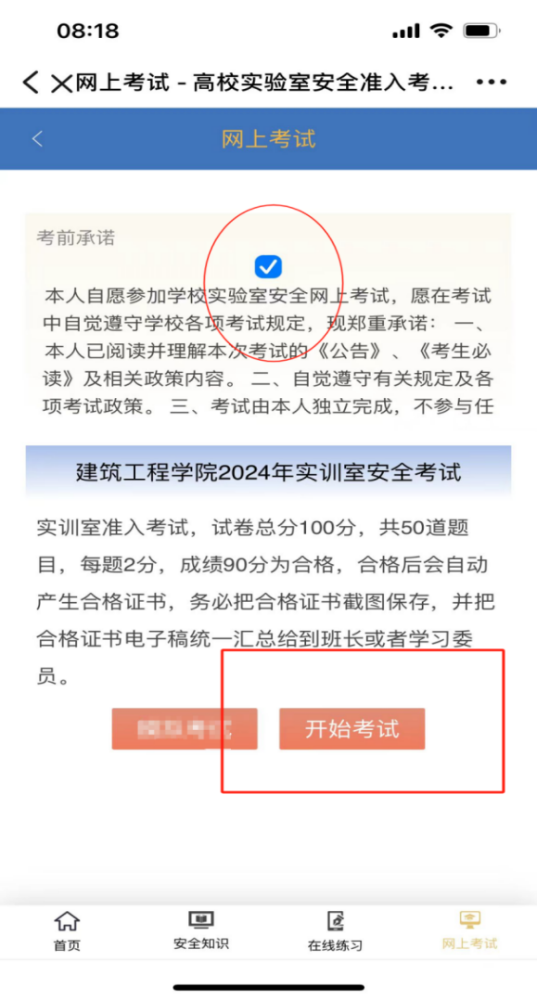 08:18
网上考试 - 高校实验室安全准入考...
网上考试
考前承诺
本人自愿参加学校实验室安全网上考试，愿在考试
中自觉遵守学校各项考试规定，现郑重承诺： 一、
本人已阅读并理解本次考试的《公告》、《考生必
读》及相关政策内容。 二、自觉遵守有关规定及各
项考试政策。 三、考试由本人独立完成，不参与任
建筑工程学院2024年实训室安全考试
实训室准入考试，试卷总分100分，共50道题
目，每题2分，成绩90分为合格，合格后会自动
产生合格证书，务必把合格证书截图保存，并把
合格证书电子稿统一汇总给到班长或者学习委
员。
开始考试
首页
安全知识
在线练习
网上考试